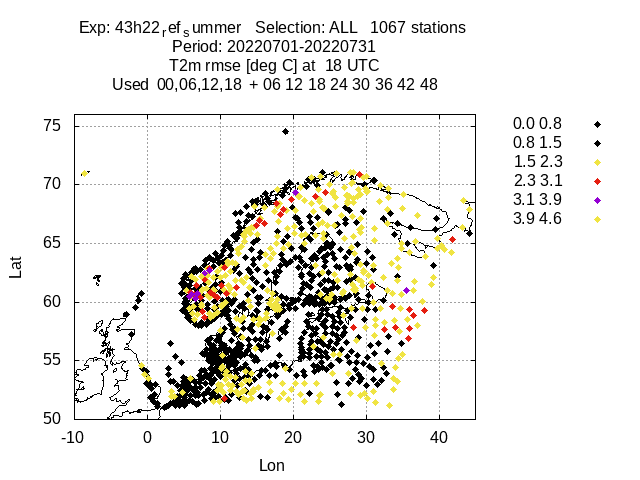 Exp: 43h22ref_summer Selection: ALL 1067 stations
Period: 20220701-20220731
T2m rmse [deg C] at 18 UTC
Used 00,06,12,18 + 06 12 18 24 30 36 42 48
0.0 0.8
0.8 1.5
1.5 2.3
2.3 3.1
3.1 3.9
3.9 4.6
75
70
65
60
55
50
Lat
-10 0 10 20 30 40
Lon